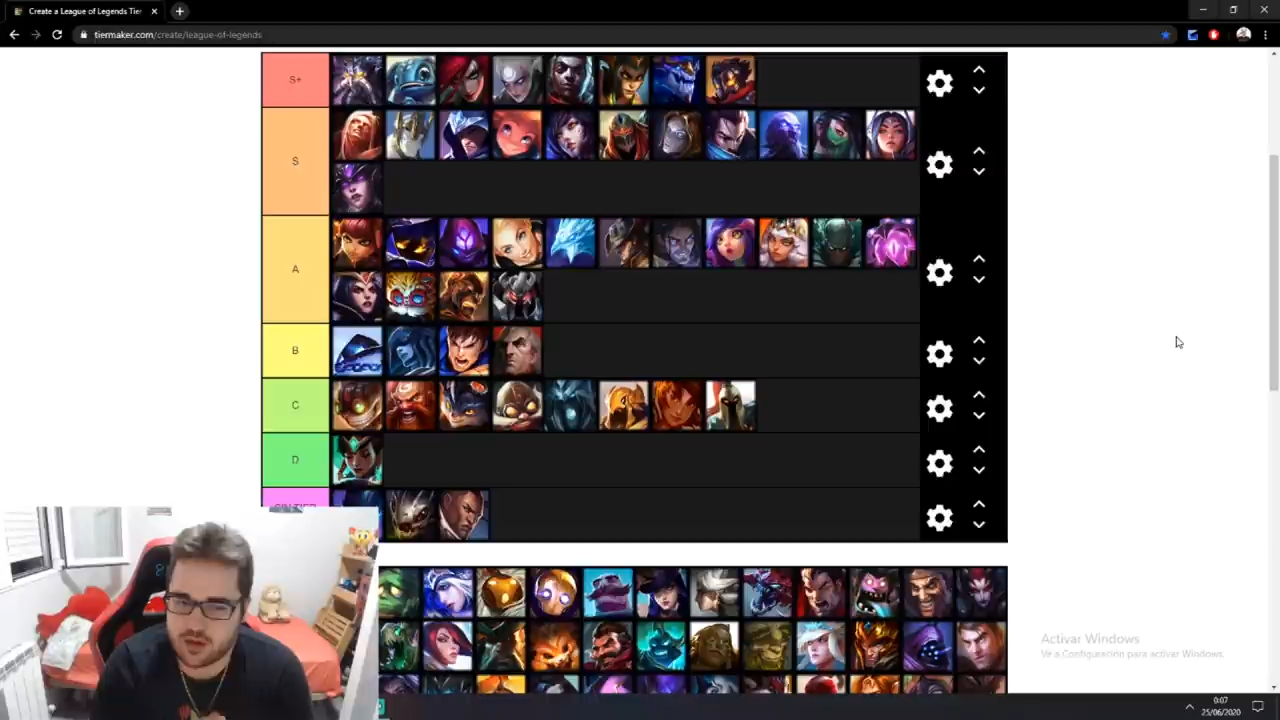 Create a League of Legends Tier
tiermaker.com/create/league-of-legends
S+
S
A
B
C
D
Activar Windows
Ve a Configuración para activar Windows.
0:07
25/06/2020